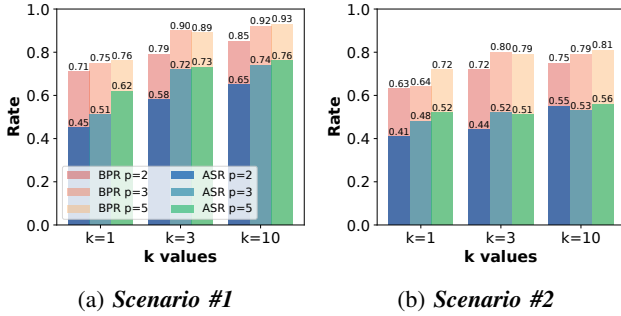 1.0
0.8
0.6
0.4
0.2
0.0
Rate
0.71 0.75 0.76
0.45 0.51 0.62
0.79 0.90 0.89
0.58 0.72 0.73
0.85 0.92 0.93
0.65 0.74 0.76
BPR p=2 ASR p=2
BPR p=3 ASR p=3
BPR p=5 ASR p=5
k=1 k=3 k=10
k values
(a) Scenario #1
1.0
0.8
0.6
0.4
0.2
0.0
Rate
0.63 0.64 0.72
0.41 0.48 0.52
0.72 0.80 0.79
0.44 0.52 0.51
0.75 0.79 0.81
0.55 0.53 0.56
k=1 k=3 k=10
k values
(b) Scenario #2